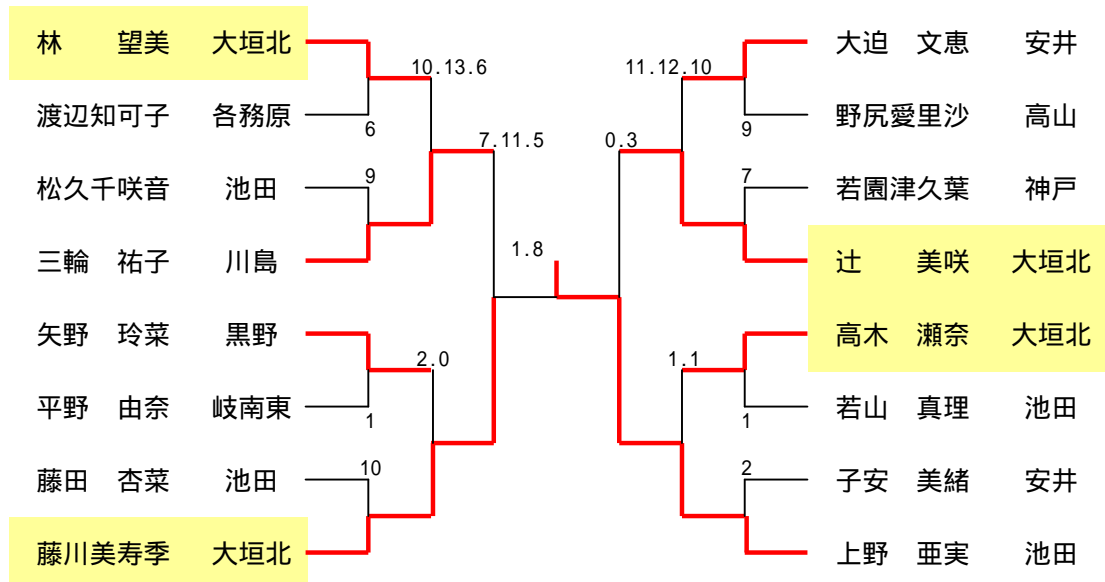 林 望美 大垣北
大迫 文恵 安井
10.13.6
11.12.10
渡辺知可子 各務原
6
9
野尻愛里沙 高山
7.11.5
0.3
松久千咲音 池田
9
7
若園津久葉 神戸
三輪 祐子 川島
1.8
辻 美咲 大垣北
矢野 玲菜 黒野
高木 瀬奈 大垣北
2.0
1.1
平野 由奈 岐南東
1
1
若山 真理 池田
藤田 杏菜 池田
10
2
子安 美緒 安井
藤川美寿季 大垣北
上野 亜実 池田